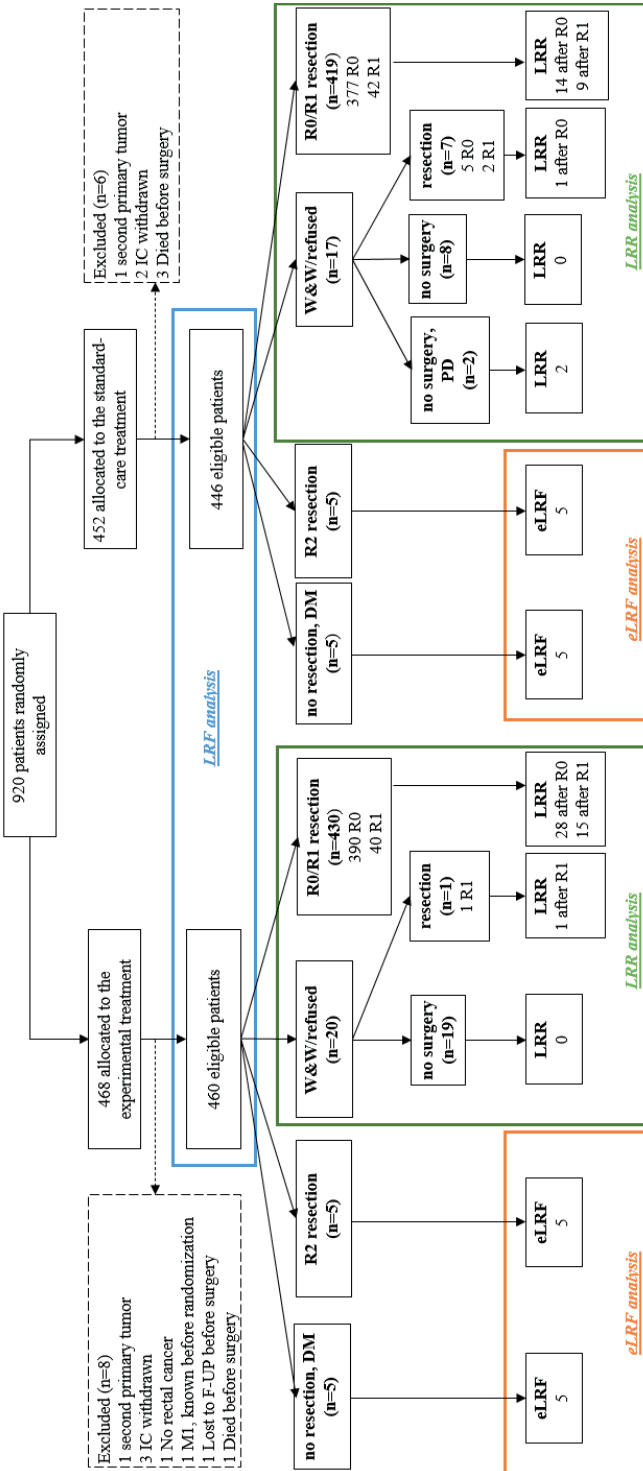 920 patients randomly
assigned
468 allocated to the
experimental treatment
452 allocated to the standard-
care treatment
Excluded (n=8)
1 second primary tumor
3 IC withdrawn
1 No rectal cancer
1 M1, known before randomization
1 Lost to F-UP before surgery
1 Died before surgery
Excluded (n=6)
1 second primary tumor
2 IC withdrawn
3 Died before surgery
460 eligible patients
LRF analysis
446 eligible patients
no resection, DM
(n=5)
R2 resection
(n=5)
W&W/refused
(n=20)
R0/R1 resection
(n=430)
390 R0
40 R1
no resection, DM
(n=5)
R2 resection
(n=5)
W&W/refused
(n=17)
R0/R1 resection
(n=419)
377 R0
42 R1
no surgery
(n=19)
resection
(n=1)
1 R1
no surgery,
PD
(n=2)
no surgery
(n=8)
resection
(n=7)
5 R0
2 R1
eLRF
5
eLRF
5
LRR
0
LRR
1 after R1
LRR
28 after R0
15 after R1
eLRF
5
eLRF
5
LRR
2
LRR
0
LRR
1 after R0
LRR
14 after R0
9 after R1
eLRF analysis
LRR analysis
eLRF analysis
LRR analysis